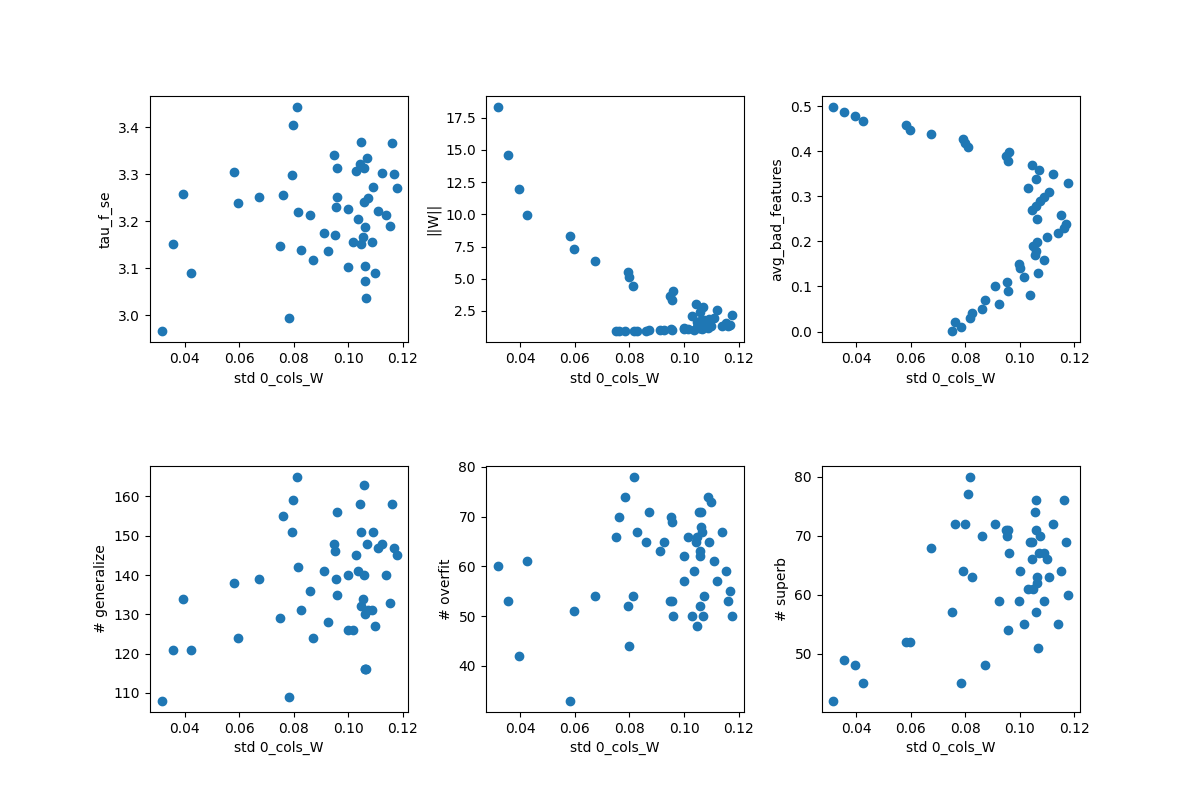 tau_f_se
3.4
3.3
3.2
3.1
3.0
0.04 0.06 0.08 0.10 0.12
std 0_cols_W
||W||
17.5
15.0
12.5
10.0
7.5
5.0
2.5
0.04 0.06 0.08 0.10 0.12
std 0_cols_W
avg_bad_features
0.5
0.4
0.3
0.2
0.1
0.0
0.04 0.06 0.08 0.10 0.12
std 0_cols_W
# generalize
160
150
140
130
120
110
0.04 0.06 0.08 0.10 0.12
std 0_cols_W
# overfit
80
70
60
50
40
0.04 0.06 0.08 0.10 0.12
std 0_cols_W
# superb
80
70
60
50
0.04 0.06 0.08 0.10 0.12
std 0_cols_W